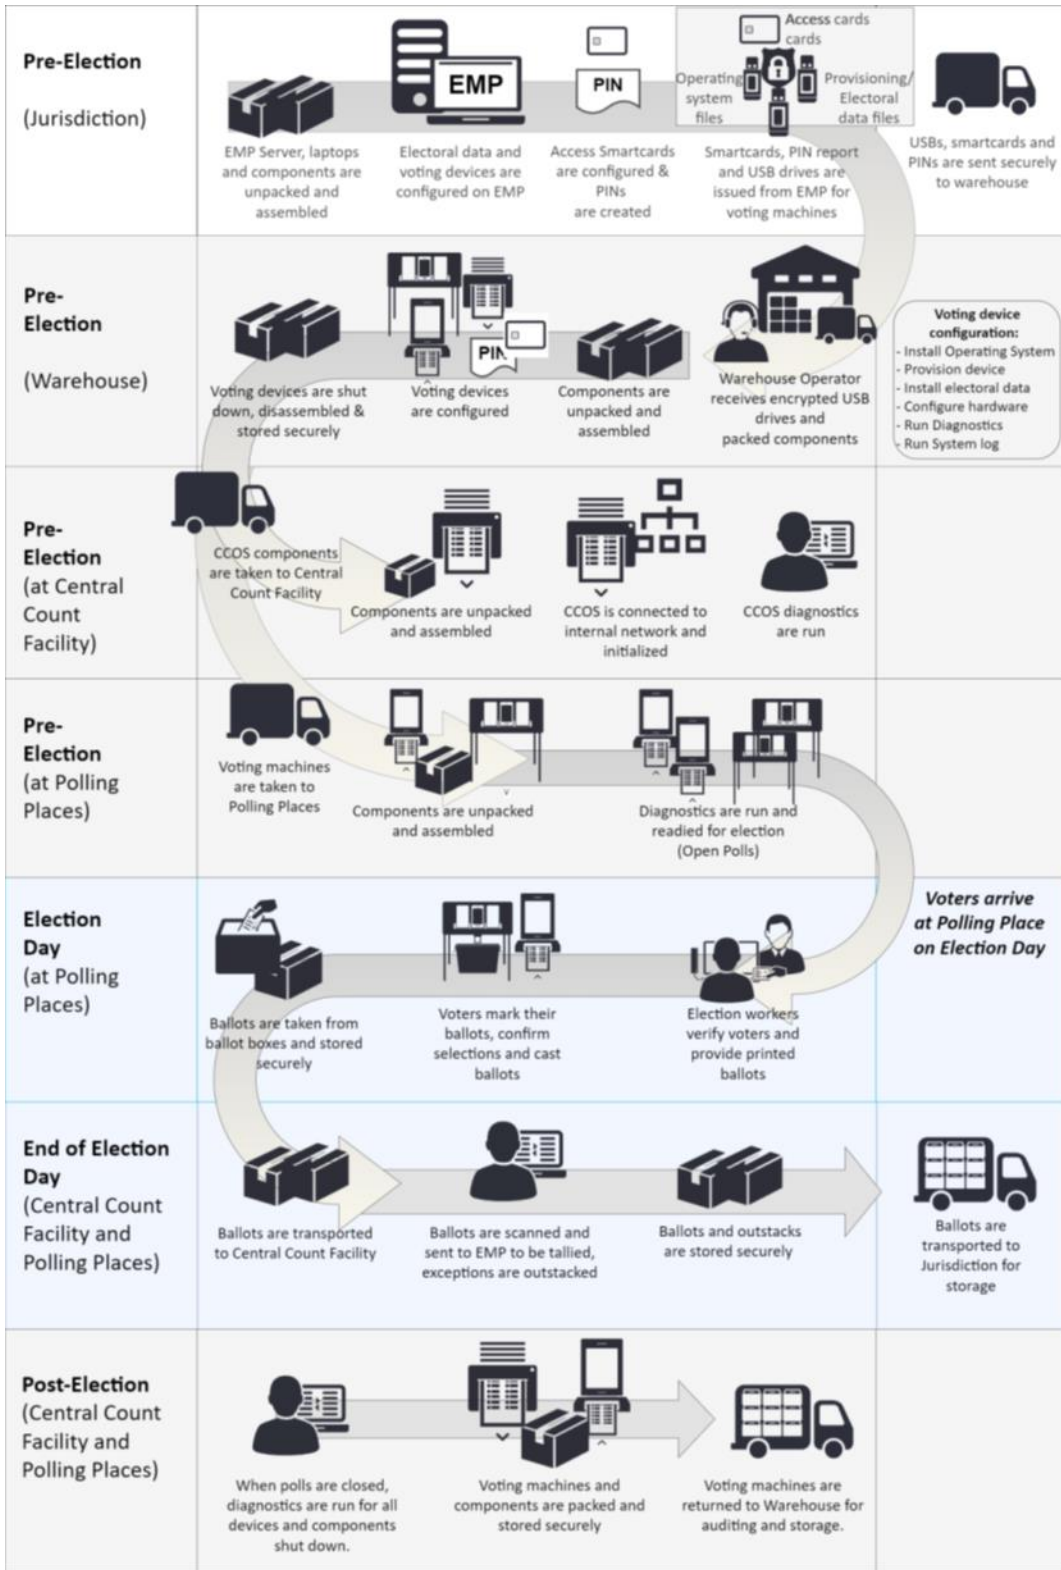 Pre-Election
(Jurisdiction)
EMP
PIN
Access cards
cards
Operating
system
files
Provisioning/
Electoral
data files
EMP Server, laptops
and components are
unpacked and
assembled
Electoral data and
voting devices are
configured on EMP
Access Smartcards
are configured &
PINs
are created
Smartcards, PIN report
and USB drives are
issued from EMP for
voting machines
USBs, smartcards and
PINs are sent securely
to warehouse
Pre-
Election
(Warehouse)
PIN
Voting devices are shut
down, disassembled &
stored securely
Voting devices
are configured
Components are
unpacked and
assembled
Warehouse Operator
receives encrypted USB
drives and
packed components
Voting device
configuration:
- Install Operating System
- Provision device
- Install electoral data
- Configure hardware
- Run Diagnostics
- Run System log
Pre-
Election
(at Central
Count
Facility)
CCOS components
are taken to Central
Count Facility
Components are unpacked
and assembled
CCOS is connected to
internal network and
initialized
CCOS diagnostics
are run
Pre-
Election
(at Polling
Places)
Voting machines
are taken to
Polling Places
Components are unpacked
and assembled
Diagnostics are run and
readied for election
(Open Polls)
Election
Day
(at Polling
Places)
Ballots are taken from
ballot boxes and stored
securely
Voters mark their
ballots, confirm
selections and cast
ballots
Election workers
verify voters and
provide printed
ballots
Voters arrive
at Polling Place
on Election Day
End of Election
Day
(Central Count
Facility and
Polling Places)
Ballots are transported
to Central Count Facility
Ballots are scanned and
sent to EMP to be tallied,
exceptions are outstacked
Ballots and outstacks
are stored securely
Ballots are
transported to
Jurisdiction for
storage
Post-Election
(Central Count
Facility and
Polling Places)
When polls are closed,
diagnostics are run for all
devices and components
shut down.
Voting machines and
components are packed and
stored securely
Voting machines are
returned to Warehouse for
auditing and storage.